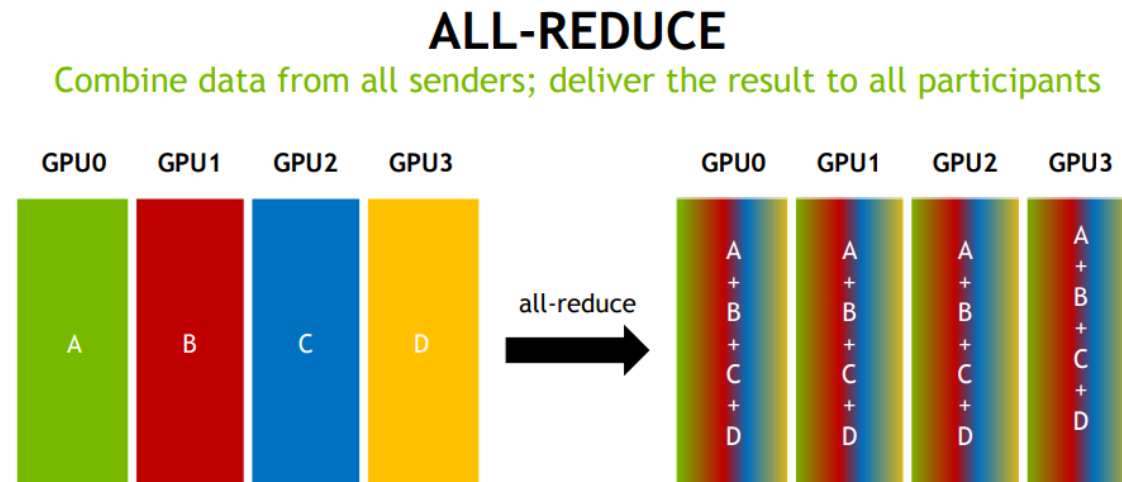 ALL-REDUCE
Combine data from all senders; deliver the result to all participants
GPU0 GPU1 GPU2 GPU3
A B C D
all-reduce
GPU0 GPU1 GPU2 GPU3
A
+
B
+
C
+
D
A
+
B
+
C
+
D
A
+
B
+
C
+
D
A
+
B
+
C
+
D